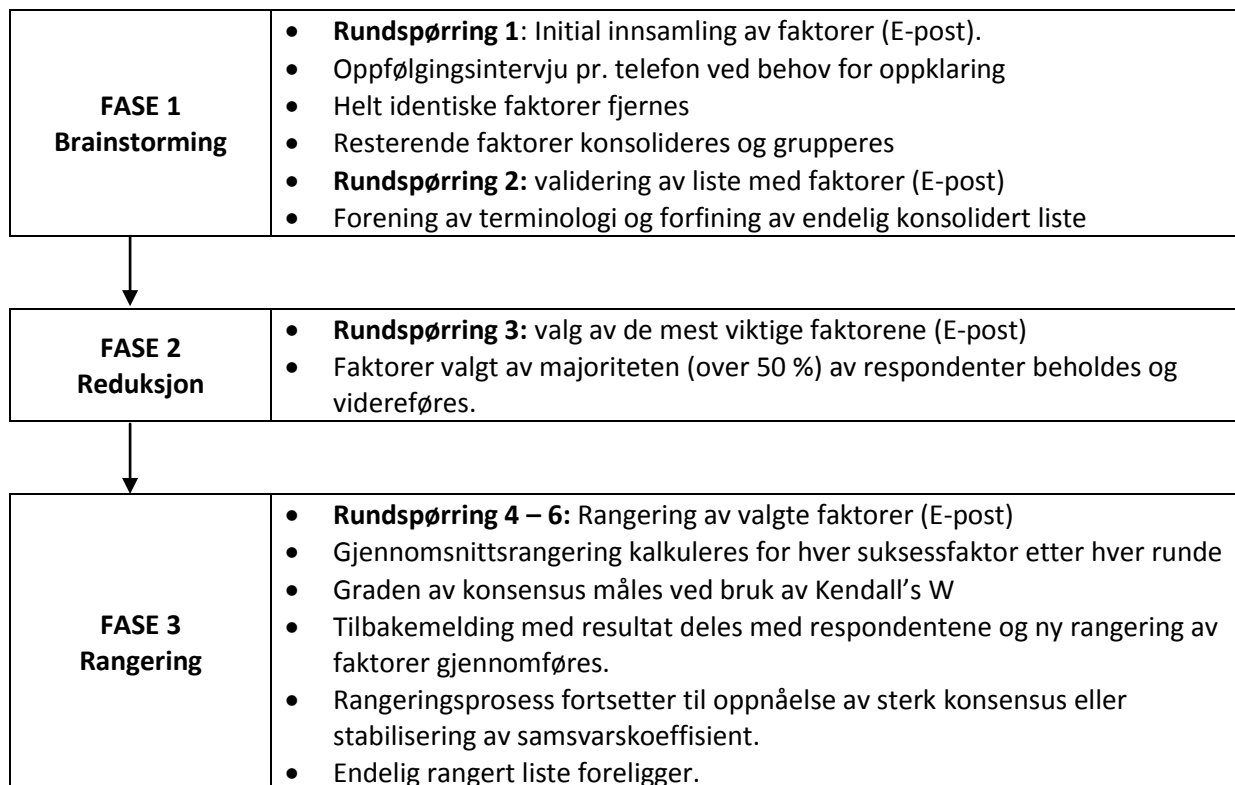 FASE 1
Brainstorming
• Rundspørring 1: Initial innsamling av faktorer (E-post).
• Oppfølgingsintervju pr. telefon ved behov for oppklaring
• Helt identiske faktorer fjernes
• Resterende faktorer konsolideres og grupperes
• Rundspørring 2: validering av liste med faktorer (E-post)
• Forening av terminologi og forfining av endelig konsolidert liste
FASE 2
Reduksjon
• Rundspørring 3: valg av de mest viktige faktorene (E-post)
• Faktorer valgt av majoriteten (over 50 %) av respondenter beholdes og
videreføres.
FASE 3
Rangering
• Rundspørring 4 – 6: Rangering av valgte faktorer (E-post)
• Gjennomsnittsrangering kalkuleres for hver suksessfaktor etter hver runde
• Graden av konsensus måles ved bruk av Kendall's W
• Tilbakemelding med resultat deles med respondentene og ny rangering av
faktorer gjennomføres.
• Rangeringsprosess fortsetter til oppnåelse av sterk konsensus eller
stabilisering av samsvarskoeffisient.
• Endelig rangert liste foreligger.